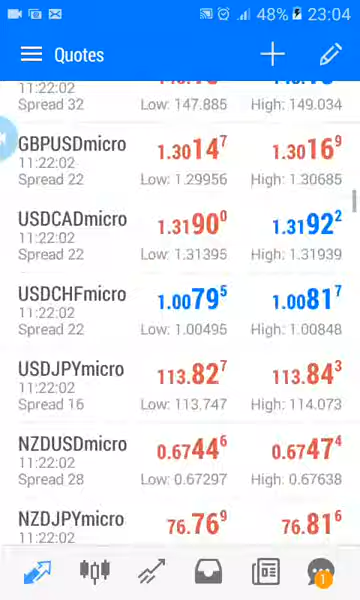 48% 23:04
Quotes
11:22:02
Spread 32 Low: 147.885 High: 149.034
GBPUSDmicro 1.30147 1.30169
11:22:02
Spread 22 Low: 1.29956 High: 1.30685
USDCADmicro 1.31900 1.31922
11:22:02
Spread 22 Low: 1.31395 High: 1.31939
USDCHFmicro 1.00795 1.00817
11:22:02
Spread 22 Low: 1.00495 High: 1.00848
USDJPYmicro 113.827 113.843
11:22:02
Spread 16 Low: 113.747 High: 114.073
NZDUSDmicro 0.67446 0.67474
11:22:02
Spread 28 Low: 0.67297 High: 0.67638
NZDJPYmicro 76.769 76.816
11:22:02
1